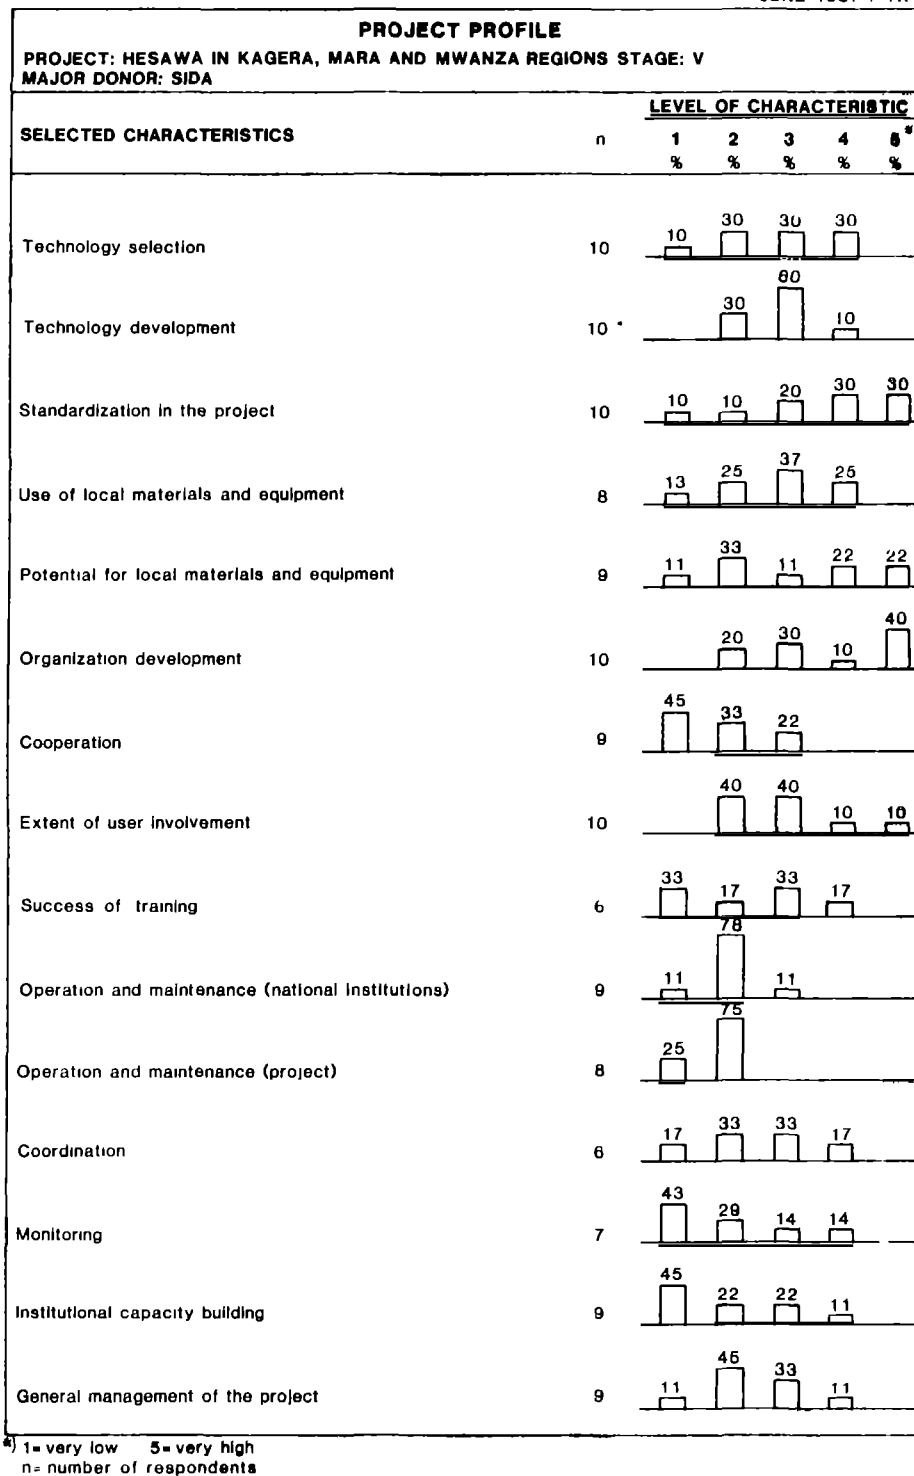 PROJECT PROFILE
PROJECT: HESAWA IN KAGERA, MARA AND MWANZA REGIONS STAGE: V
MAJOR DONOR: SIDA
LEVEL OF CHARACTERISTIC
SELECTED CHARACTERISTICS n 1 2 3 4 5*
% % % % %
Technology selection 10 10 30 30 30
Technology development 10 30 60 10
Standardization in the project 10 10 10 20 30 30
Use of local materials and equipment 8 13 25 37 25
Potential for local materials and equipment 9 11 33 11 22 22
Organization development 10 20 30 10 40
Cooperation 9 45 33 22
Extent of user involvement 10 40 40 10 10
Success of training 6 33 17 33 17
Operation and maintenance (national institutions) 9 11 78 11
Operation and maintenance (project) 8 25 75
Coordination 6 17 33 33 17
Monitoring 7 43 29 14 14
Institutional capacity building 9 45 22 22 11
General management of the project 9 11 45 33 11
*) 1= very low 5= very high
n= number of respondents